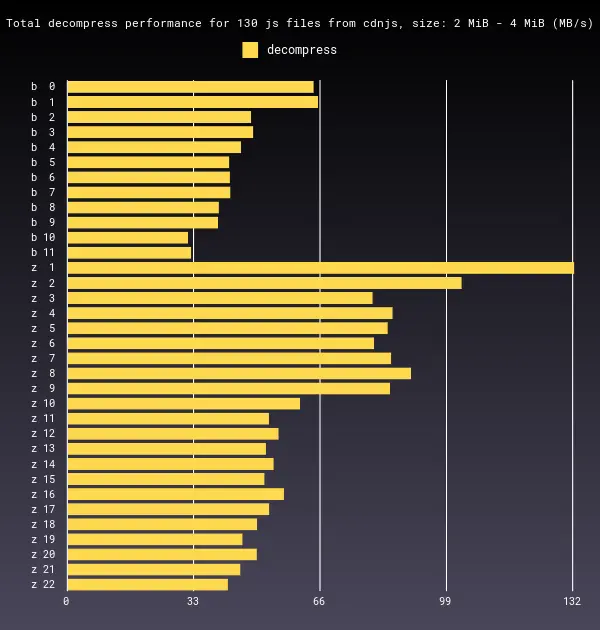 Total decompress performance for 130 js files from cdnjs, size: 2 MiB - 4 MiB (MB/s)
decompress
b 0
b 1
b 2
b 3
b 4
b 5
b 6
b 7
b 8
b 9
b 10
b 11
z 1
z 2
z 3
z 4
z 5
z 6
z 7
z 8
z 9
z 10
z 11
z 12
z 13
z 14
z 15
z 16
z 17
z 18
z 19
z 20
z 21
z 22
0 33 66 99 132